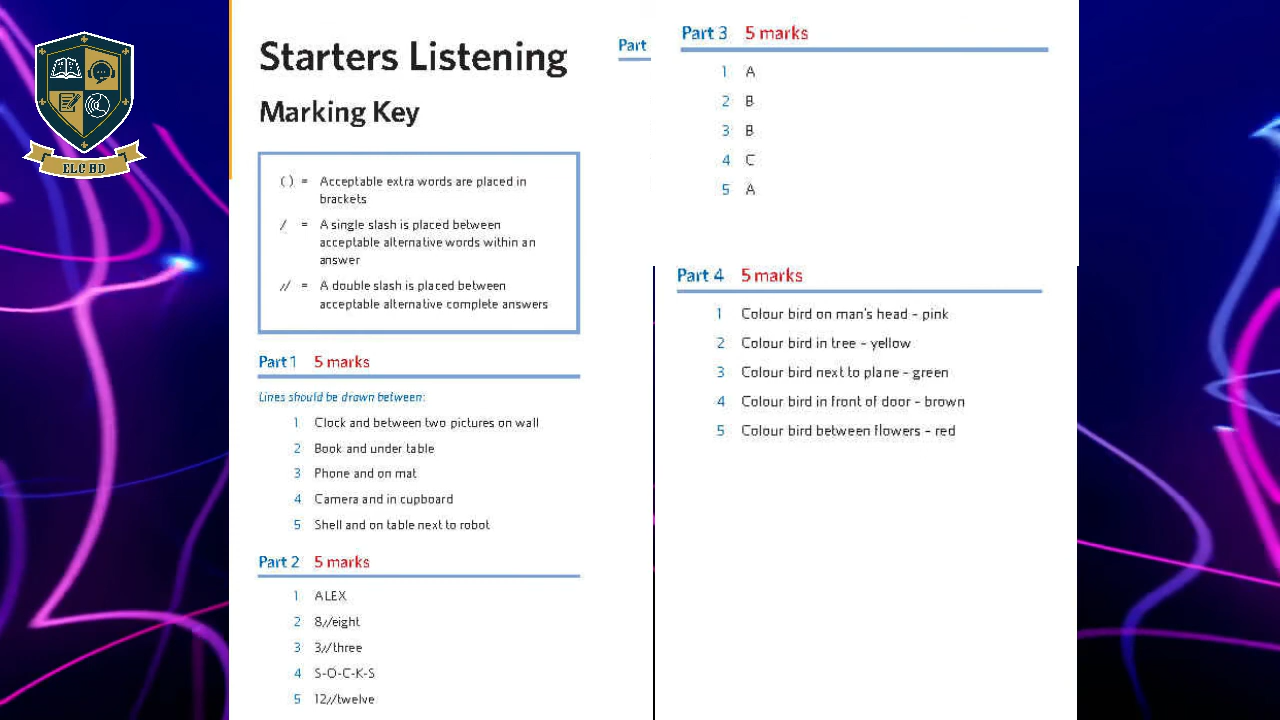 ELC BD
Starters Listening
Marking Key
( ) = Acceptable extra words are placed in
brackets
/ = A single slash is placed between
acceptable alternative words within an
answer
// = A double slash is placed between
acceptable alternative complete answers
Part 1 5 marks
Lines should be drawn between:
1 Clock and between two pictures on wall
2 Book and under table
3 Phone and on mat
4 Camera and in cupboard
5 Shell and on table next to robot
Part 2 5 marks
1 ALEX
2 8//eight
3 3//three
4 S-O-C-K-S
5 12//twelve
Part
Part 3 5 marks
1 A
2 B
3 B
4 C
5 A
Part 4 5 marks
1 Colour bird on man's head – pink
2 Colour bird in tree – yellow
3 Colour bird next to plane – green
4 Colour bird in front of door – brown
5 Colour bird between flowers – red